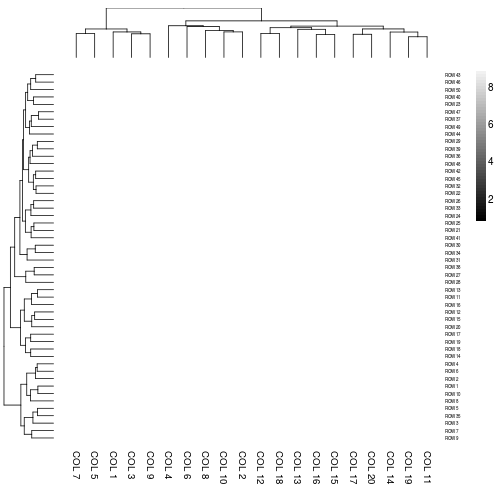 ROW 43
ROW 46
ROW 50
ROW 40
ROW 23
ROW 47
ROW 37
ROW 49
ROW 44
ROW 29
ROW 39
ROW 36
ROW 48
ROW 42
ROW 45
ROW 32
ROW 22
ROW 26
ROW 33
ROW 24
ROW 25
ROW 21
ROW 41
ROW 30
ROW 34
ROW 31
ROW 38
ROW 27
ROW 28
ROW 13
ROW 11
ROW 16
ROW 12
ROW 15
ROW 20
ROW 17
ROW 19
ROW 18
ROW 14
ROW 4
ROW 6
ROW 2
ROW 1
ROW 10
ROW 8
ROW 5
ROW 35
ROW 3
ROW 7
ROW 9
8
6
4
2
COL 7
COL 5
COL 1
COL 3
COL 9
COL 4
COL 6
COL 8
COL 10
COL 2
COL 12
COL 18
COL 13
COL 16
COL 15
COL 17
COL 20
COL 14
COL 19
COL 11